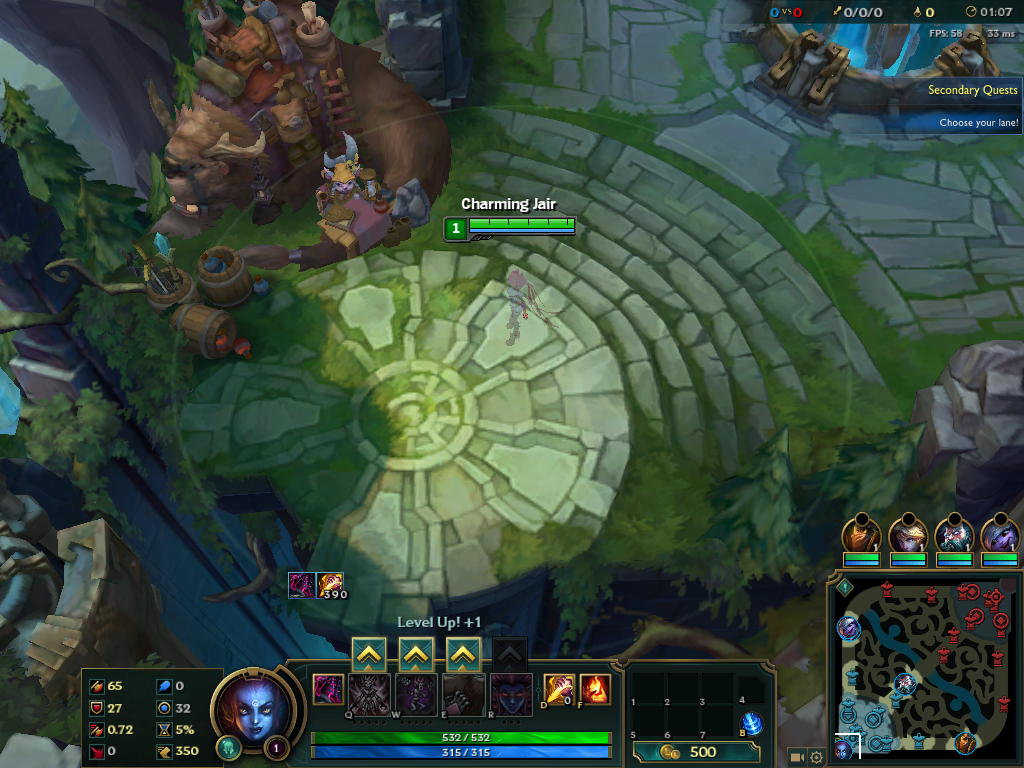 0 vs 0 0/0/0 0 01:07
FPS: 58 33 ms
Secondary Quests
Choose your lane!
Charming Jair
1
390
Level Up! +1
65 0
27 32
0.72 5%
0 350
1
Q W E R D 0 F
532 / 532
315 / 315
1 2 3 4
5 6 7 B
500